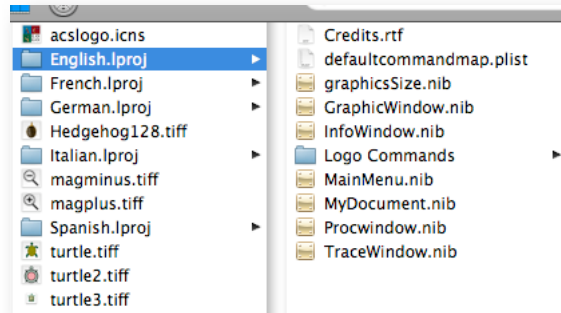 acslogo.icns
English.lproj
French.lproj
German.lproj
Hedgehog128.tiff
Italian.lproj
magminus.tiff
magplus.tiff
Spanish.lproj
turtle.tiff
turtle2.tiff
turtle3.tiff
Credits.rtf
defaultcommandmap.plist
graphicsSize.nib
GraphicWindow.nib
InfoWindow.nib
Logo Commands
MainMenu.nib
MyDocument.nib
Procwindow.nib
TraceWindow.nib